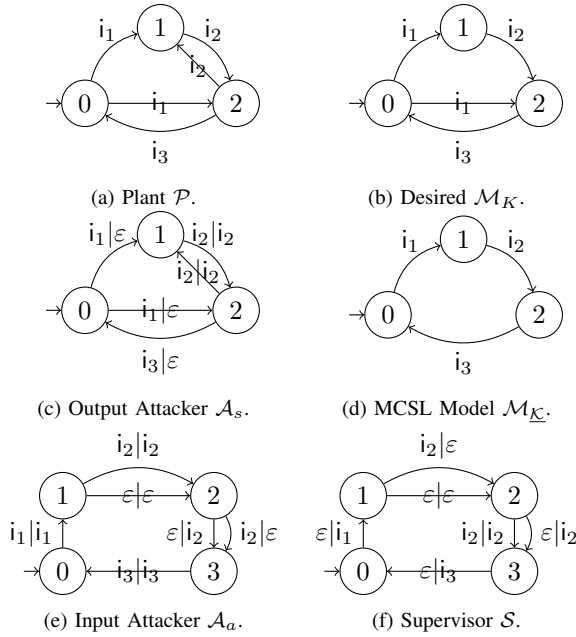 i₁ 1 i₂ i₁ 1 i₂
i₂
0 i₁ 2 0 i₁ 2
i₃ i₃
(a) Plant 𝒫. (b) Desired ℳ_K.
i₁|ε 1 i₂|i₂ i₁ 1 i₂
i₂|i₂
0 i₁|ε 2 0 2
i₃|ε i₃
(c) Output Attacker 𝒜ₛ. (d) MCSL Model ℳ_𝒦̲.
i₂|i₂ i₂|ε
1 ε|ε 2 1 ε|ε 2
i₁|i₁ ε|i₂ i₂|ε ε|i₁ i₂|i₂ ε|i₂
0 i₃|i₃ 3 0 ε|i₃ 3
(e) Input Attacker 𝒜ₐ. (f) Supervisor 𝒮.